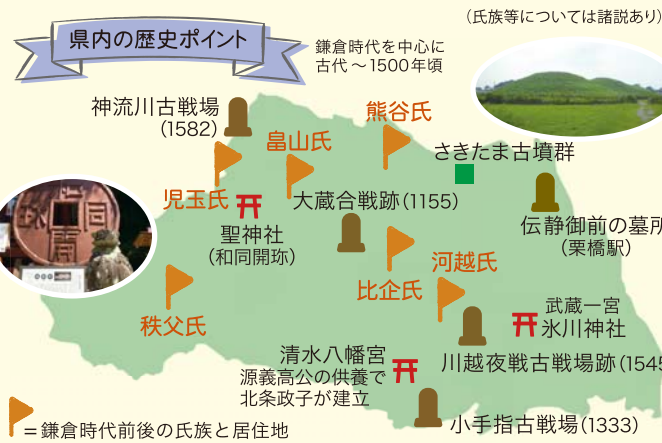 (氏族等については諸説あり)
県内の歴史ポイント
鎌倉時代を中心に
古代~1500年頃
神流川古戦場
(1582)
熊谷氏
畠山氏
さきたま古墳群
児玉氏
大蔵合戦跡(1155)
聖神社
(和同開珎)
伝静御前の墓所
(栗橋駅)
河越氏
比企氏
秩父氏
武蔵一宮
氷川神社
清水八幡宮
源義高公の供養で
北条政子が建立
川越夜戦古戦場跡(1545
小手指古戦場(1333)
=鎌倉時代前後の氏族と居住地